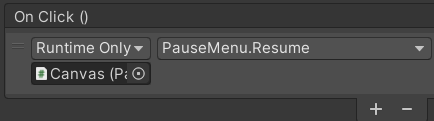 On Click ()
Runtime Only PauseMenu.Resume
Canvas (Pa
+ −